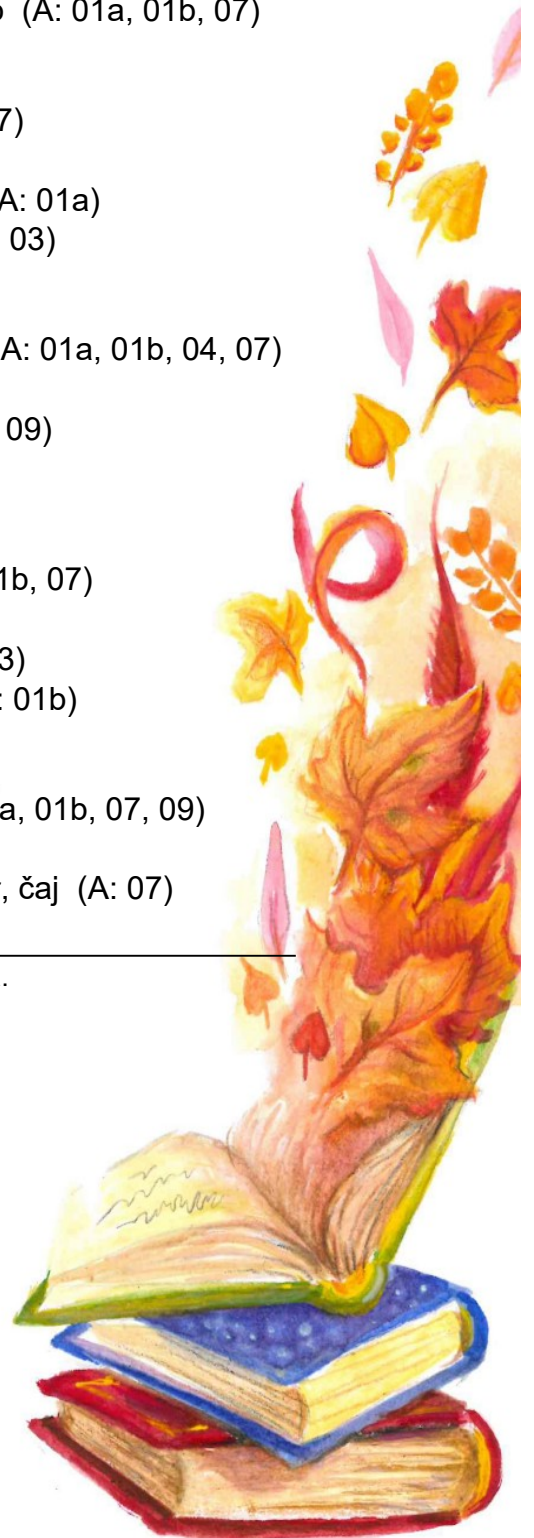 (A: 01a, 01b, 07)
7)
A: 01a)
03)
A: 01a, 01b, 04, 07)
09)
1b, 07)
3)
: 01b)
a, 01b, 07, 09)
, čaj (A: 07)
.